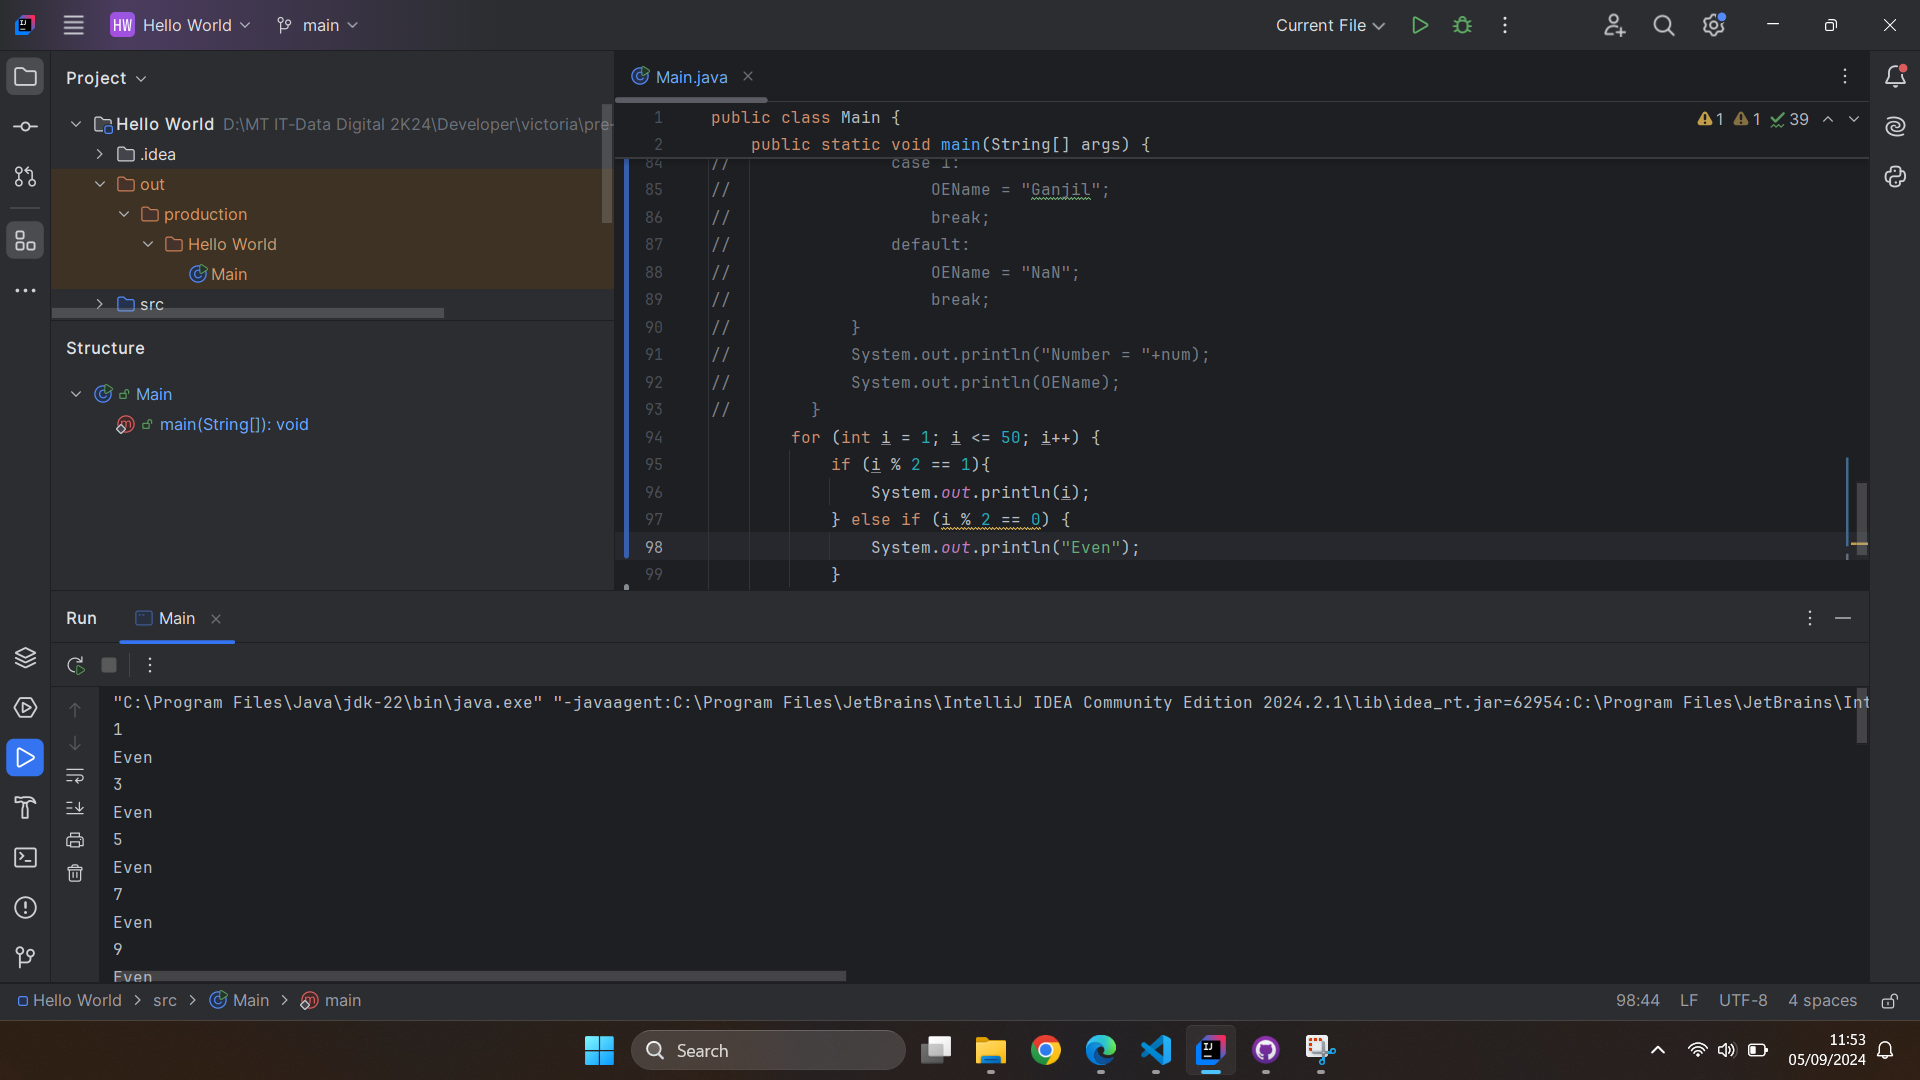 HW Hello World
main
Current File
Project
Hello World D:\MT IT-Data Digital 2K24\Developer\victoria\pre-
.idea
out
production
Hello World
Main
src
Structure
Main
main(String[]): void
Main.java
1 public class Main {
2 public static void main(String[] args) {
1 1 39
84 // case 1:
85 // OEName = "Ganjil";
86 // break;
87 // default:
88 // OEName = "NaN";
89 // break;
90 // }
91 // System.out.println("Number = "+num);
92 // System.out.println(OEName);
93 // }
94 for (int i = 1; i <= 50; i++) {
95 if (i % 2 == 1){
96 System.out.println(i);
97 } else if (i % 2 == 0) {
98 System.out.println("Even");
99 }
Run Main
"C:\Program Files\Java\jdk-22\bin\java.exe" "-javaagent:C:\Program Files\JetBrains\IntelliJ IDEA Community Edition 2024.2.1\lib\idea_rt.jar=62954:C:\Program Files\JetBrains\Int
1
Even
3
Even
5
Even
7
Even
9
Even
Hello World > src > Main > main
98:44 LF UTF-8 4 spaces
Search
11:53
05/09/2024